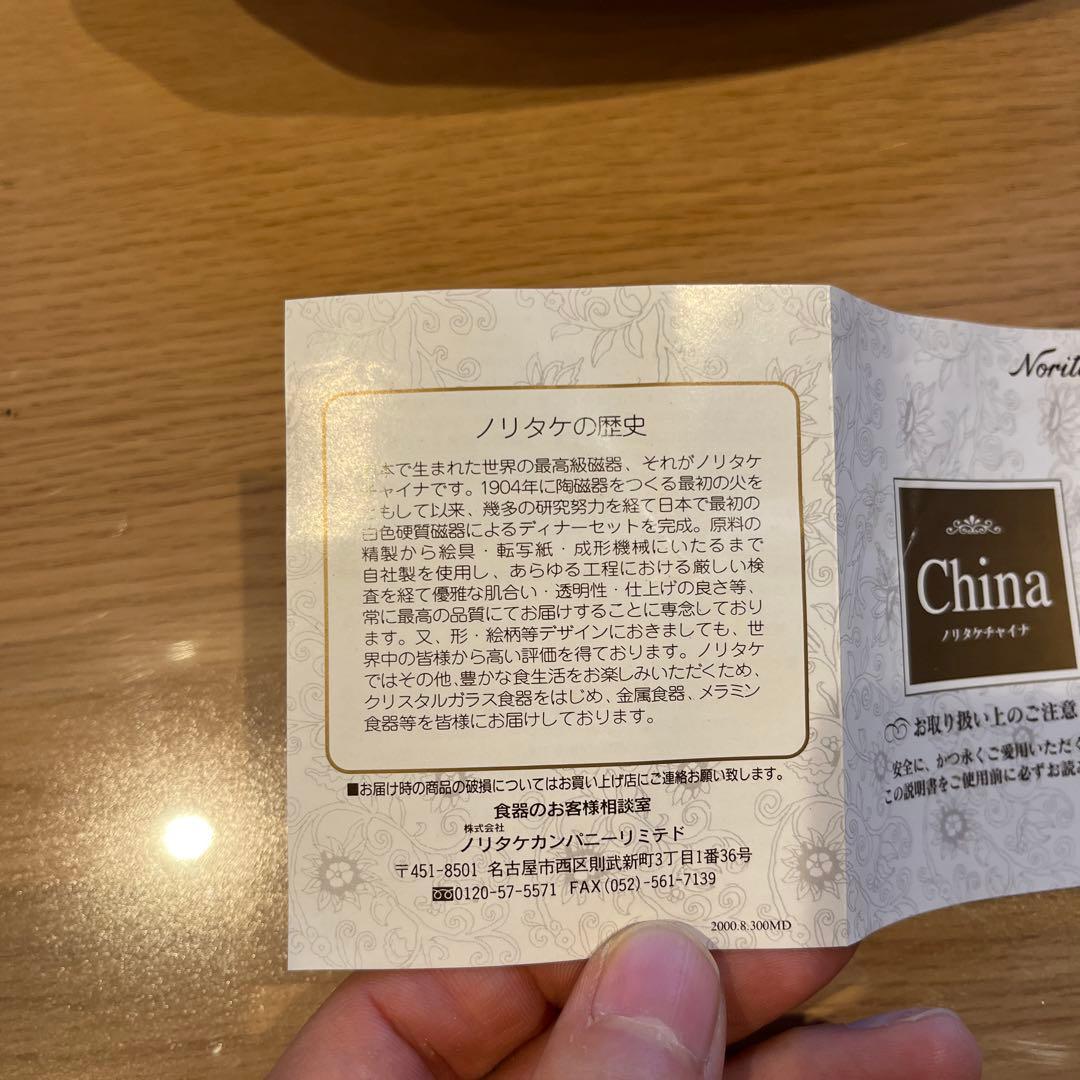 ノリタケの歴史
本で生まれた世界の最高級磁器、それがノリタケ
チャイナです。1904年に陶磁器をつくる最初の火を
ともして以来、幾多の研究努力を経て日本で最初の
白色硬質磁器によるディナーセットを完成。原料の
精製から絵具・転写紙・成形機械にいたるまで
自社製を使用し、あらゆる工程における厳しい検
査を経て優雅な肌合い・透明性・仕上げの良さ等、
常に最高の品質にてお届けすることに専念しており
ます。又、形・絵柄等デザインにおきましても、世
界中の皆様から高い評価を得ております。ノリタケ
ではその他、豊かな食生活をお楽しみいただくため、
クリスタルガラス食器をはじめ、金属食器、メラミン
食器等を皆様にお届けしております。
■お届け時の商品の破損についてはお買い上げ店にご連絡お願い致します。
食器のお客様相談室
株式会社
ノリタケカンパニーリミテド
〒451-8501 名古屋市西区則武新町3丁目1番36号
0120-57-5571 FAX(052)-561-7139
2000.8.300MD
Norit
China
ノリタケチャイナ
お取り扱い上のご注意
安全に、かつ永くご愛用いただく
この説明書をご使用前に必ずお読